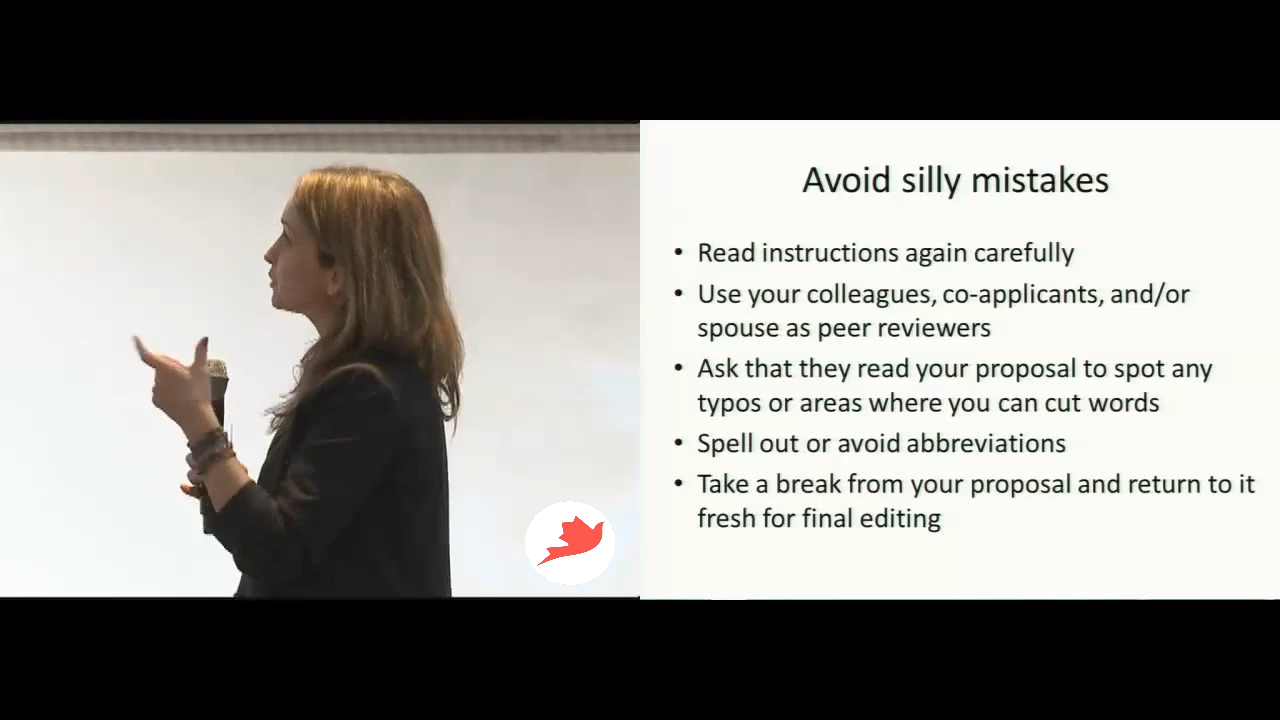 Avoid silly mistakes
• Read instructions again carefully
• Use your colleagues, co-applicants, and/or
spouse as peer reviewers
• Ask that they read your proposal to spot any
typos or areas where you can cut words
• Spell out or avoid abbreviations
• Take a break from your proposal and return to it
fresh for final editing